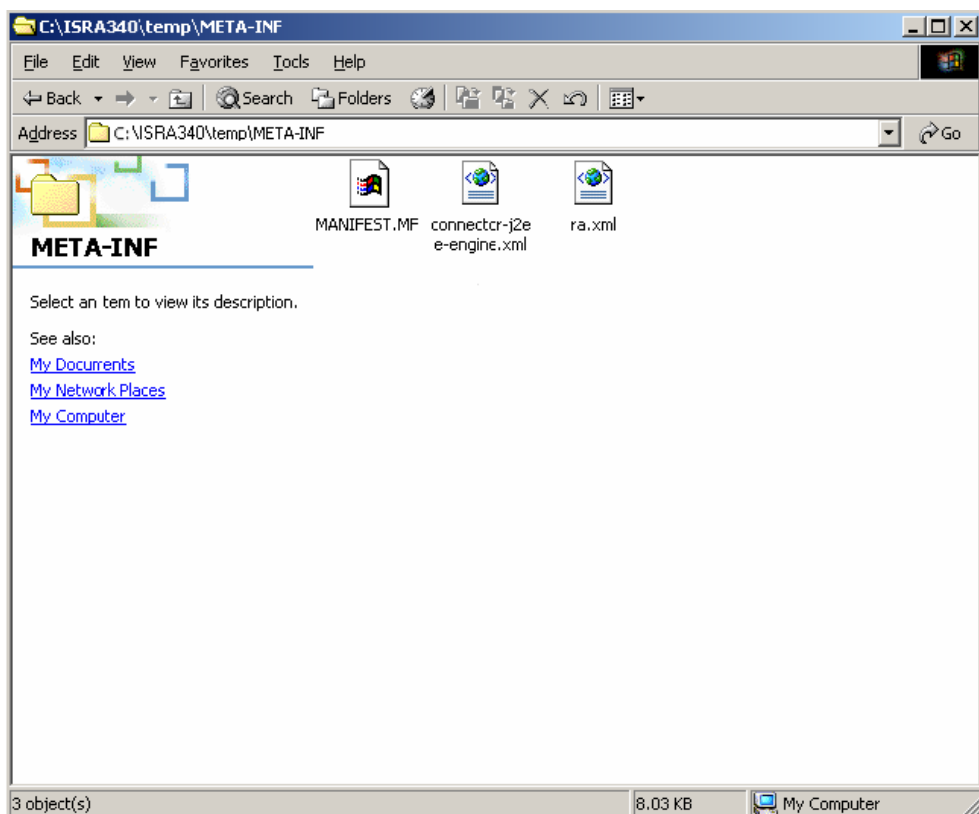 C:\ISRA340\temp\META-INF
File Edit View Favorites Tools Help
Back Search Folders
Address C:\ISRA340\temp\META-INF Go
META-INF
MANIFEST.MF connector-j2e ra.xml
e-engine.xml
Select an tem to view its description.
See also:
My Documents
My Network Places
My Computer
3 object(s) 8.03 KB My Computer